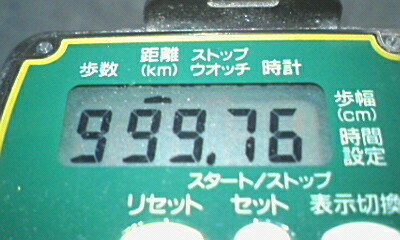 歩数 距離(km) ストップウオッチ 時計
999.76
歩幅(cm)
時間設定
スタート/ストップ
リセット セット 表示切換